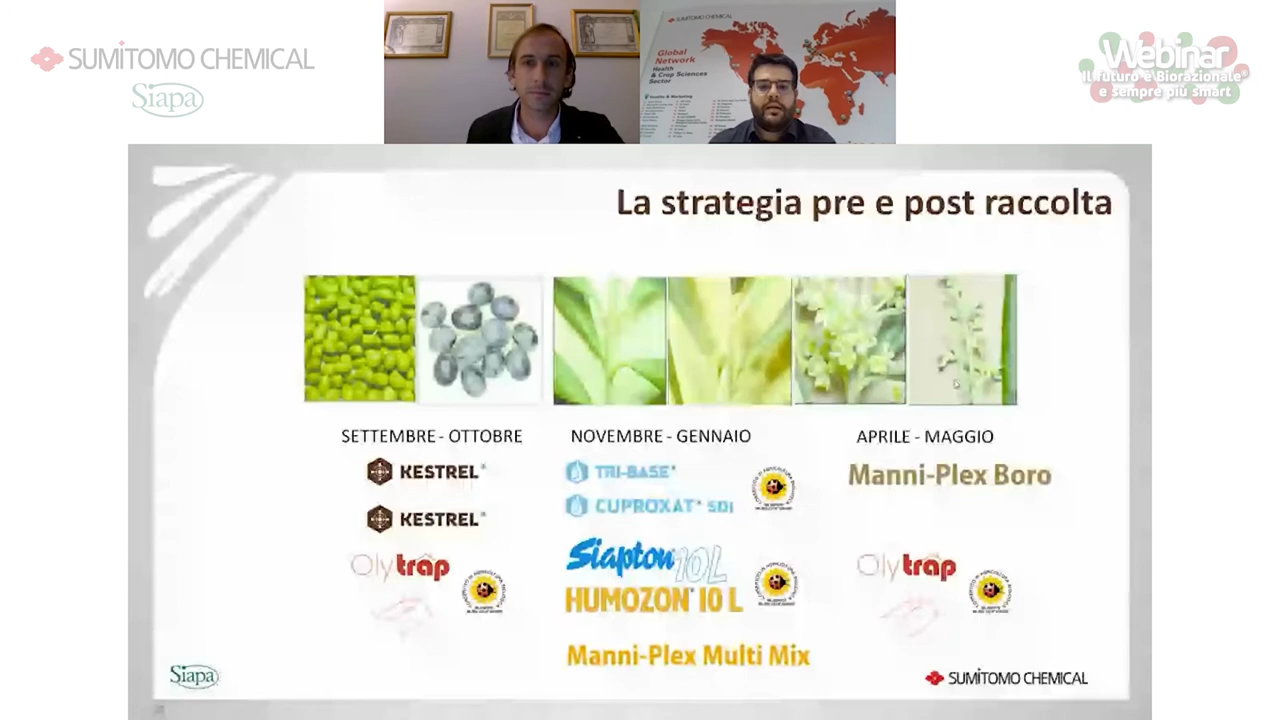 SUMITOMO CHEMICAL
Siapa
SUMITOMO CHEMICAL
Global
Network
Health
& Crop Sciences
Sector
Webinar
Il futuro è Biorazionale®
e sempre più smart
La strategia pre e post raccolta
SETTEMBRE - OTTOBRE
NOVEMBRE - GENNAIO
APRILE - MAGGIO
KESTREL®
KESTREL®
Olytrap
TRI-BASE®
CUPROXAT® SDI
Siapton 10L
HUMOZON® 10 L
Manni-Plex Multi Mix
Manni-Plex Boro
Olytrap
Siapa
SUMITOMO CHEMICAL